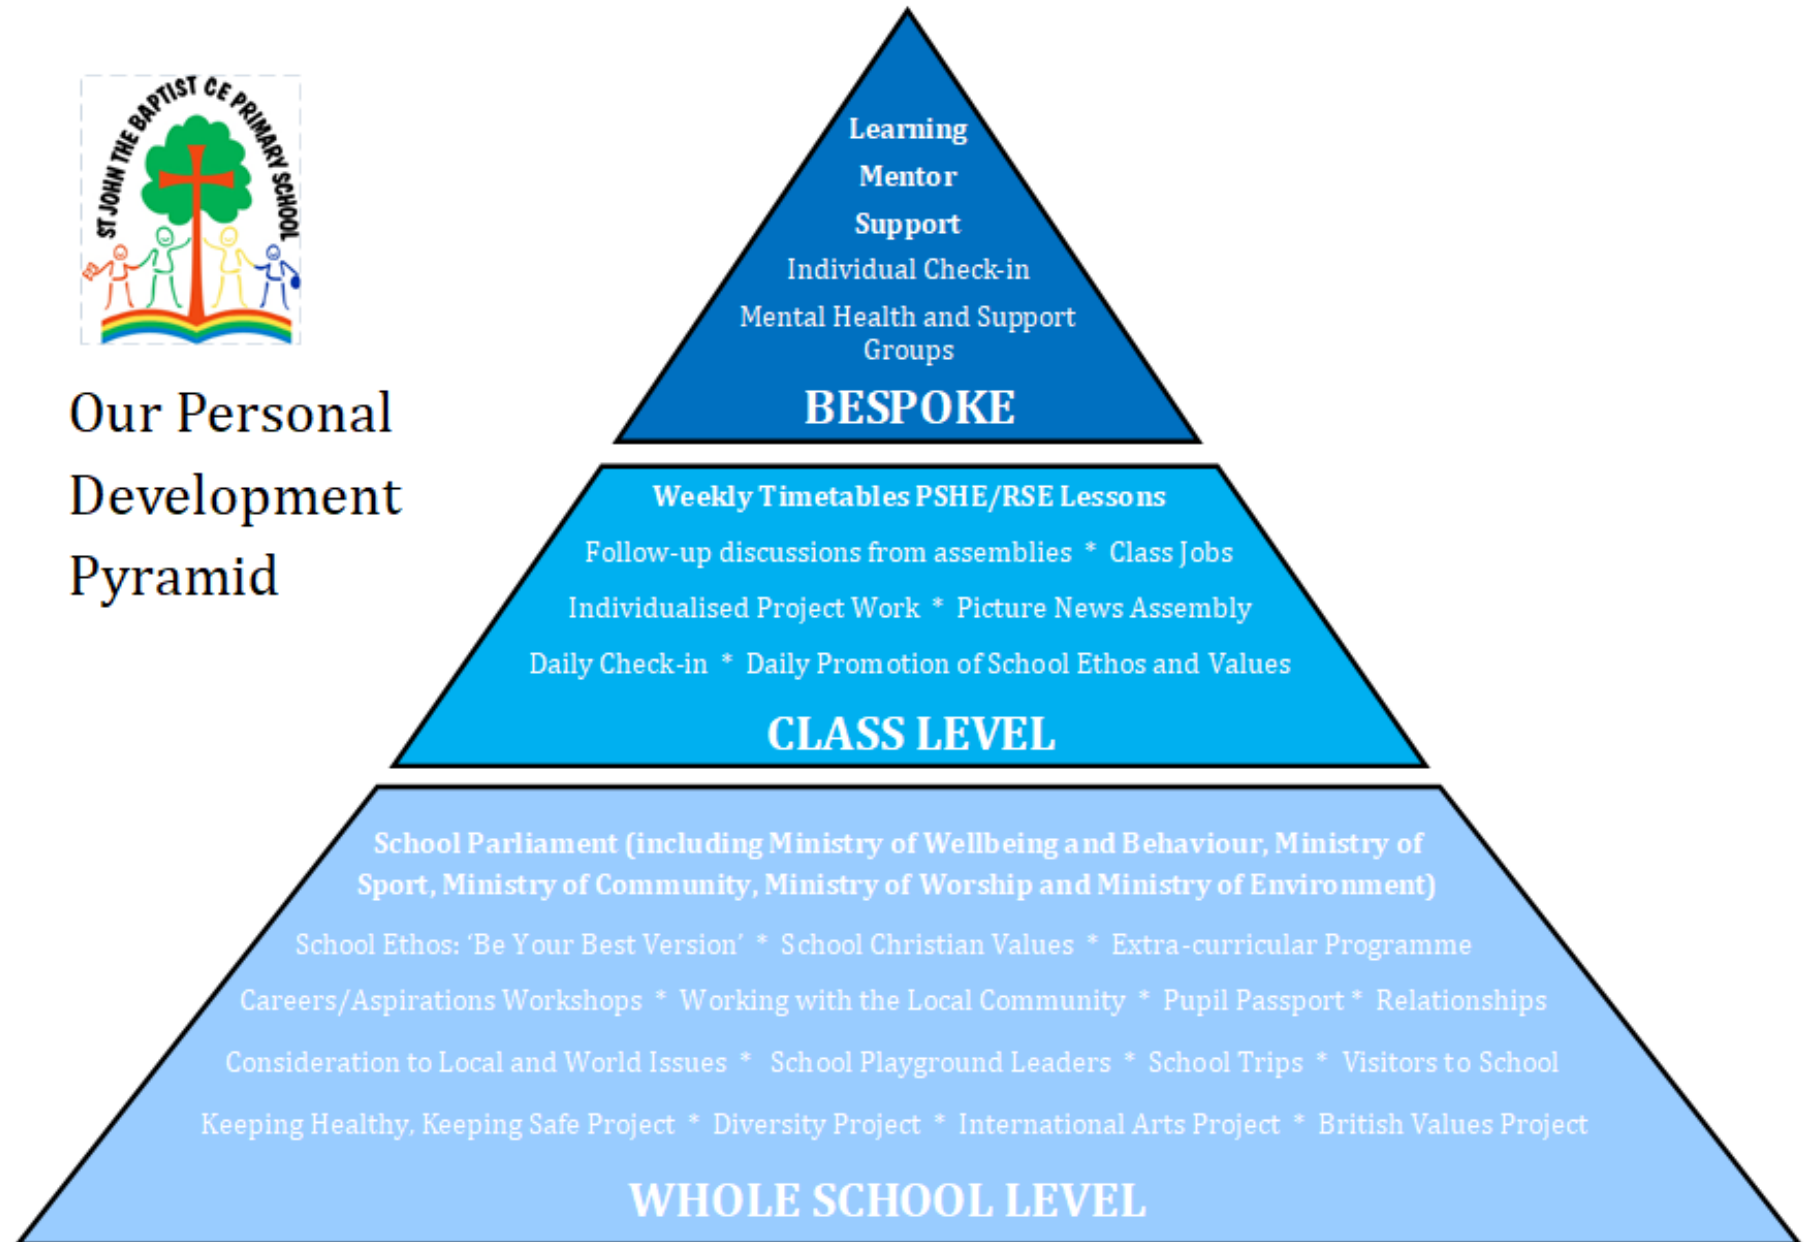 ST JOHN THE BAPTIST CE PRIMARY SCHOOL
Our Personal
Development
Pyramid
Learning
Mentor
Support
Individual Check-in
Mental Health and Support
Groups
BESPOKE
Weekly Timetables PSHE/RSE Lessons
Follow-up discussions from assemblies * Class Jobs
Individualised Project Work * Picture News Assembly
Daily Check-in * Daily Promotion of School Ethos and Values
CLASS LEVEL
School Parliament (including Ministry of Wellbeing and Behaviour, Ministry of
Sport, Ministry of Community, Ministry of Worship and Ministry of Environment)
School Ethos: ‘Be Your Best Version’ * School Christian Values * Extra-curricular Programme
Careers/Aspirations Workshops * Working with the Local Community * Pupil Passport * Relationships
Consideration to Local and World Issues * School Playground Leaders * School Trips * Visitors to School
Keeping Healthy, Keeping Safe Project * Diversity Project * International Arts Project * British Values Project
WHOLE SCHOOL LEVEL